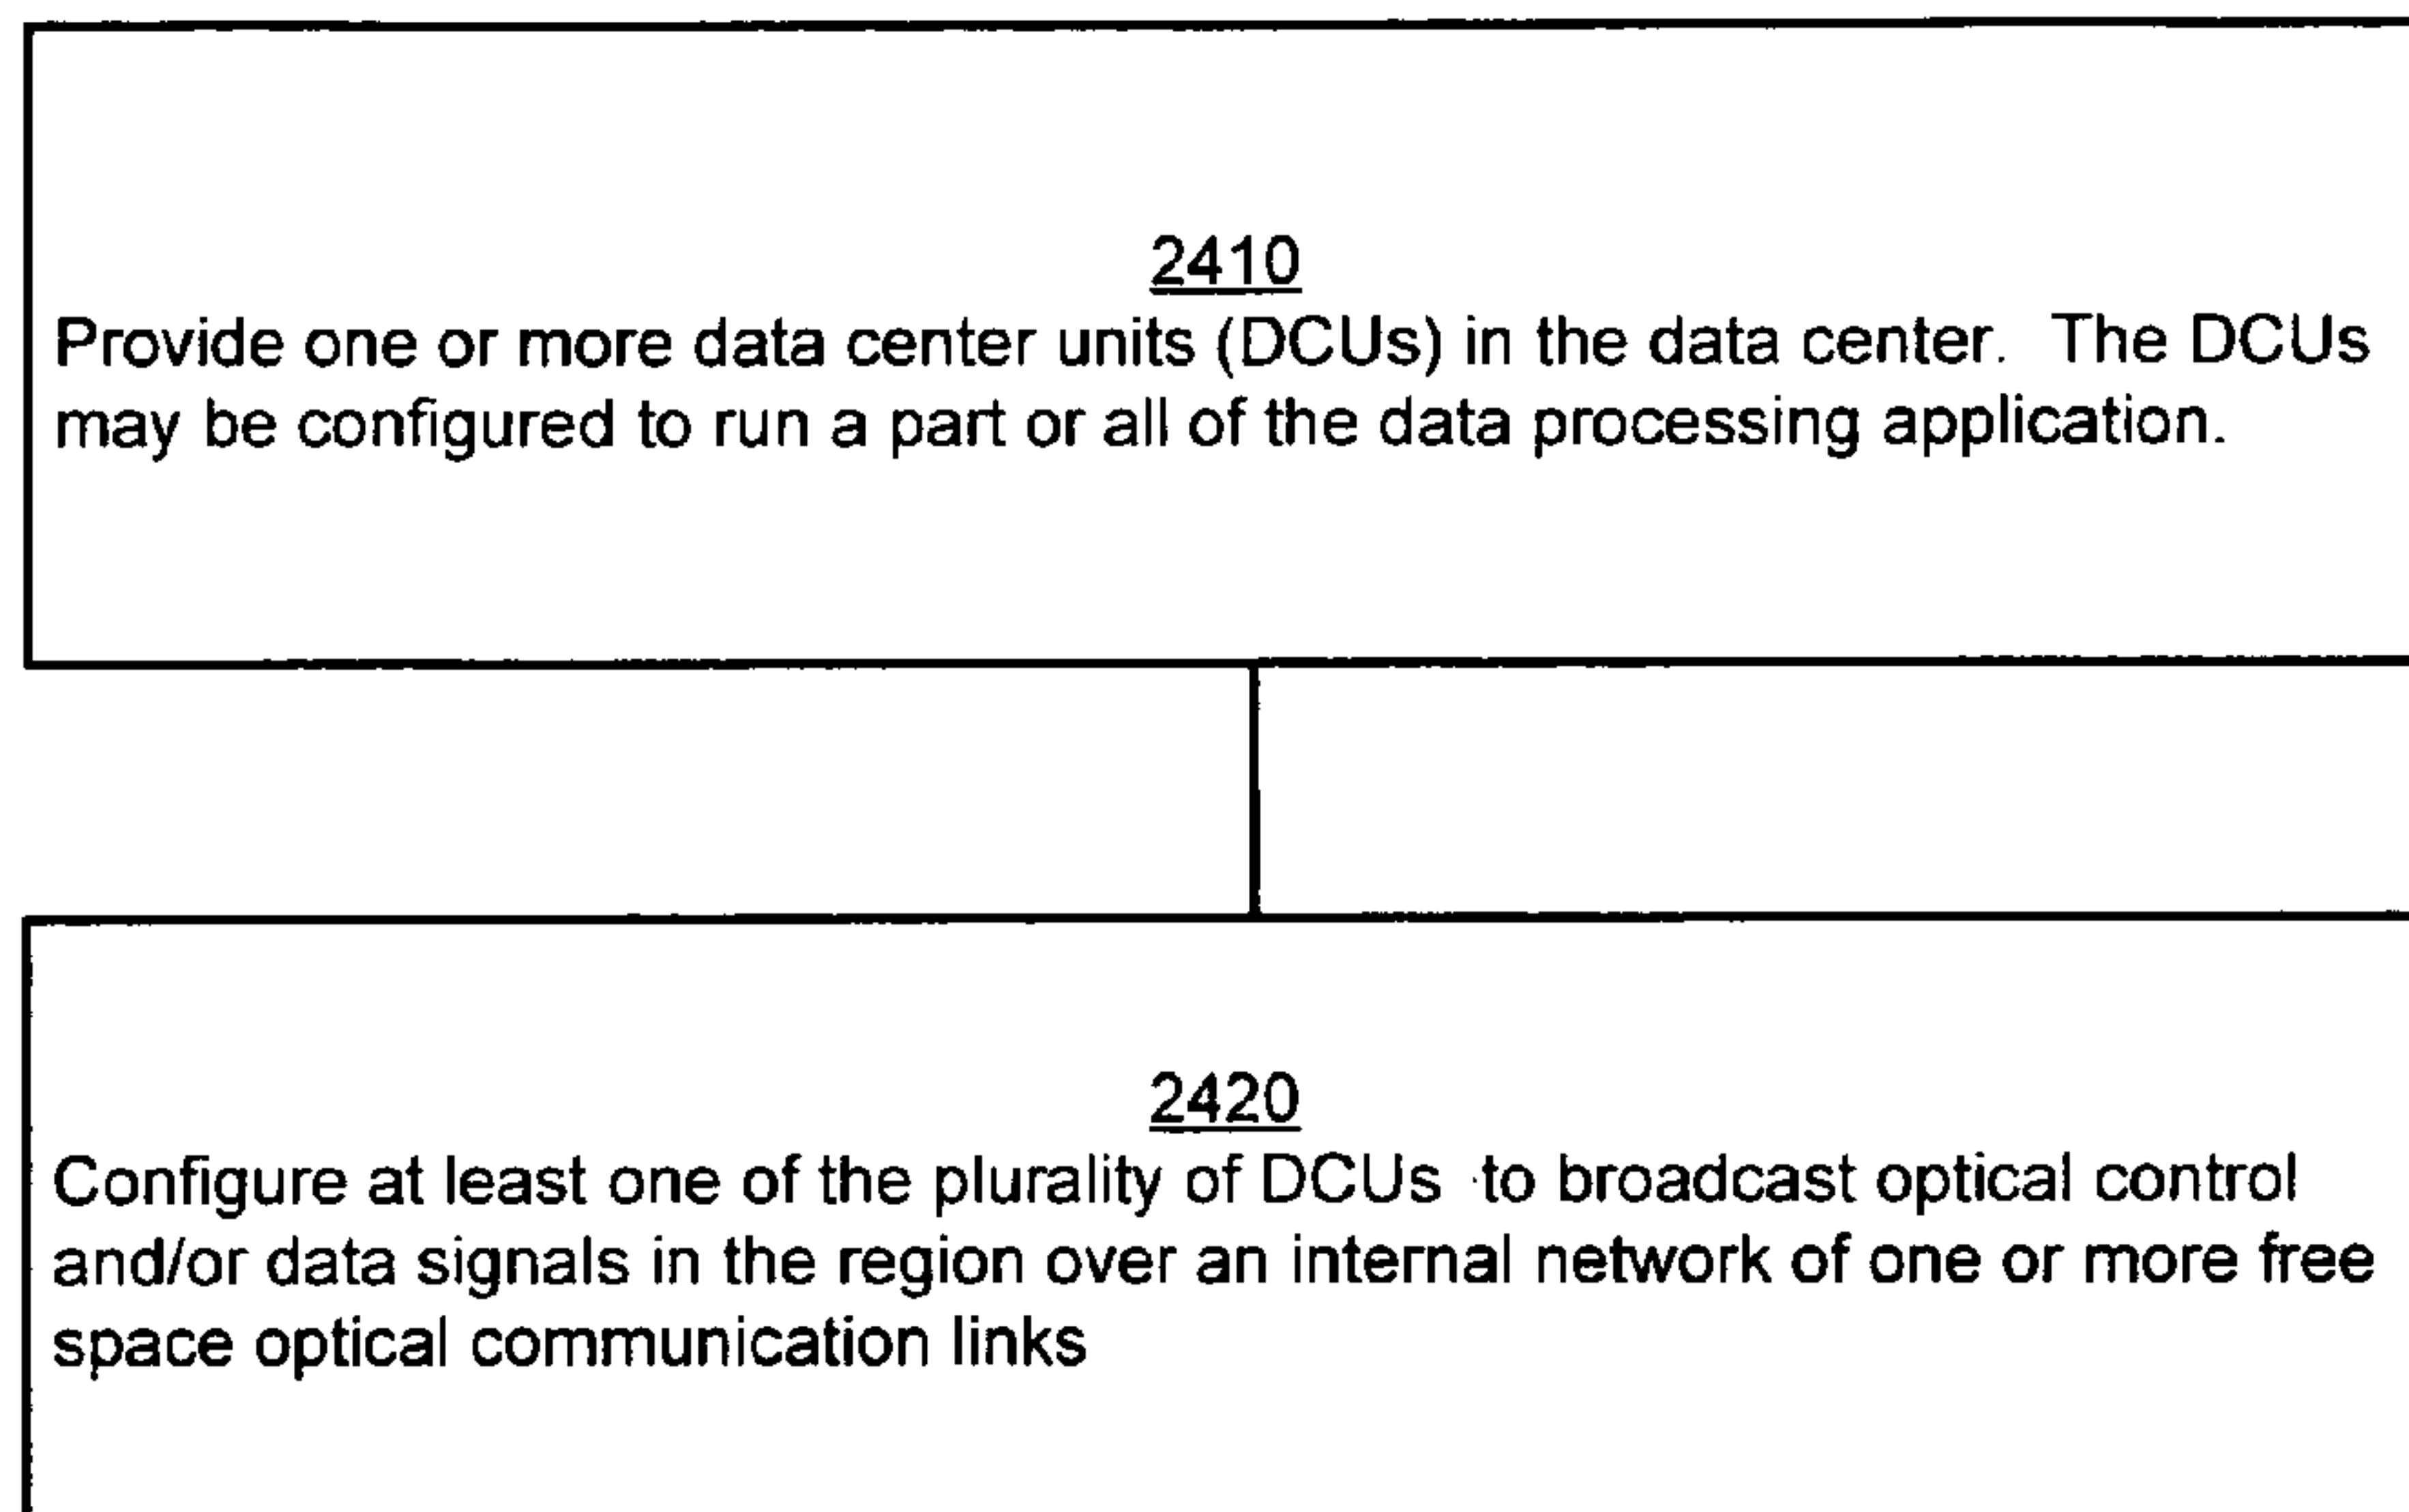 2410
Provide one or more data center units (DCUs) in the data center. The DCUs
may be configured to run a part or all of the data processing application.
2420
Configure at least one of the plurality of DCUs to broadcast optical control
and/or data signals in the region over an internal network of one or more free
space optical communication links